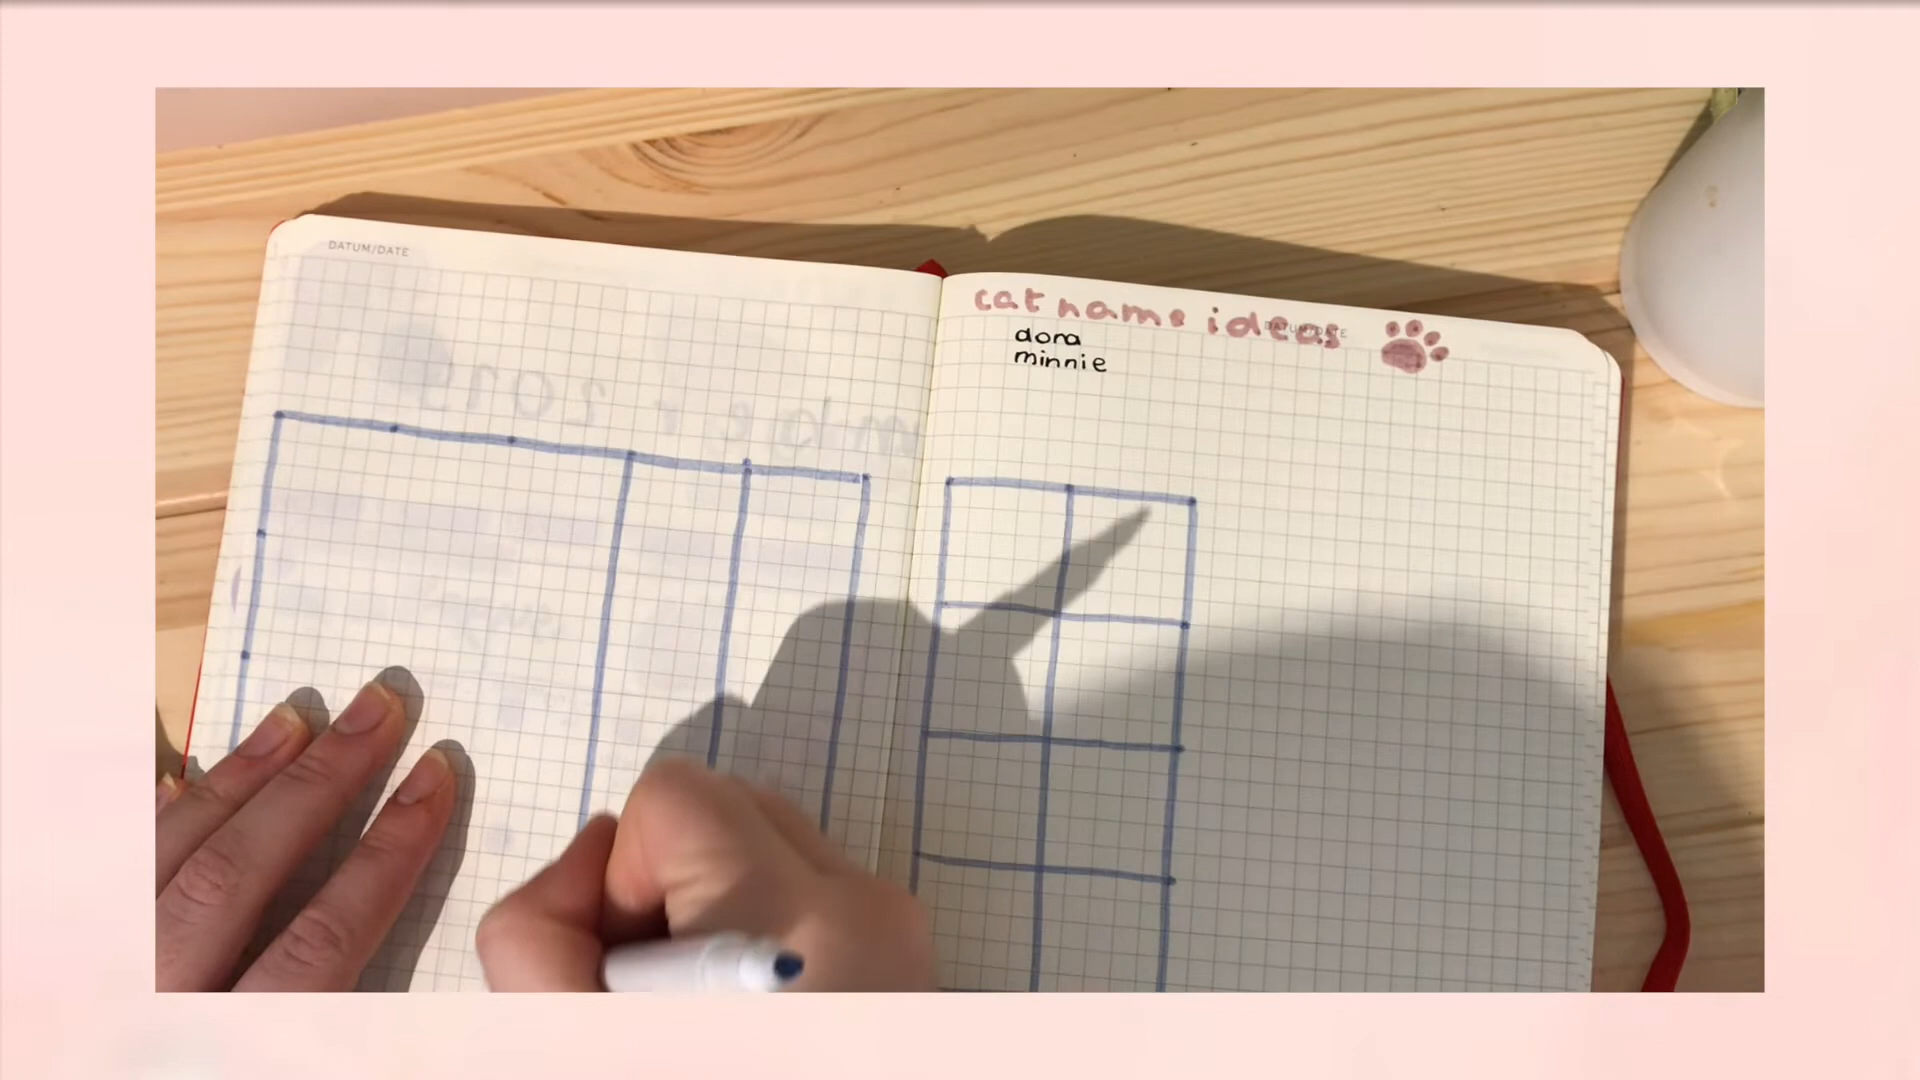 DATUM/DATE
cat name ideas
DATUM/DATE
dora
minnie